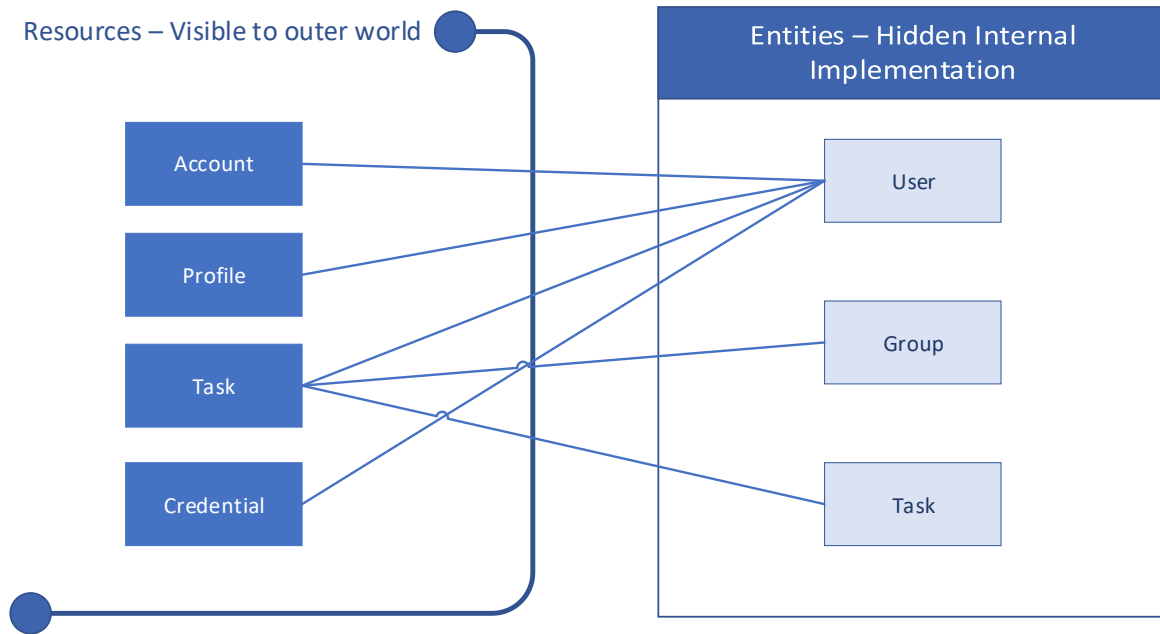 Resources – Visible to outer world
Entities – Hidden Internal
Implementation
Account
Profile
Task
Credential
User
Group
Task